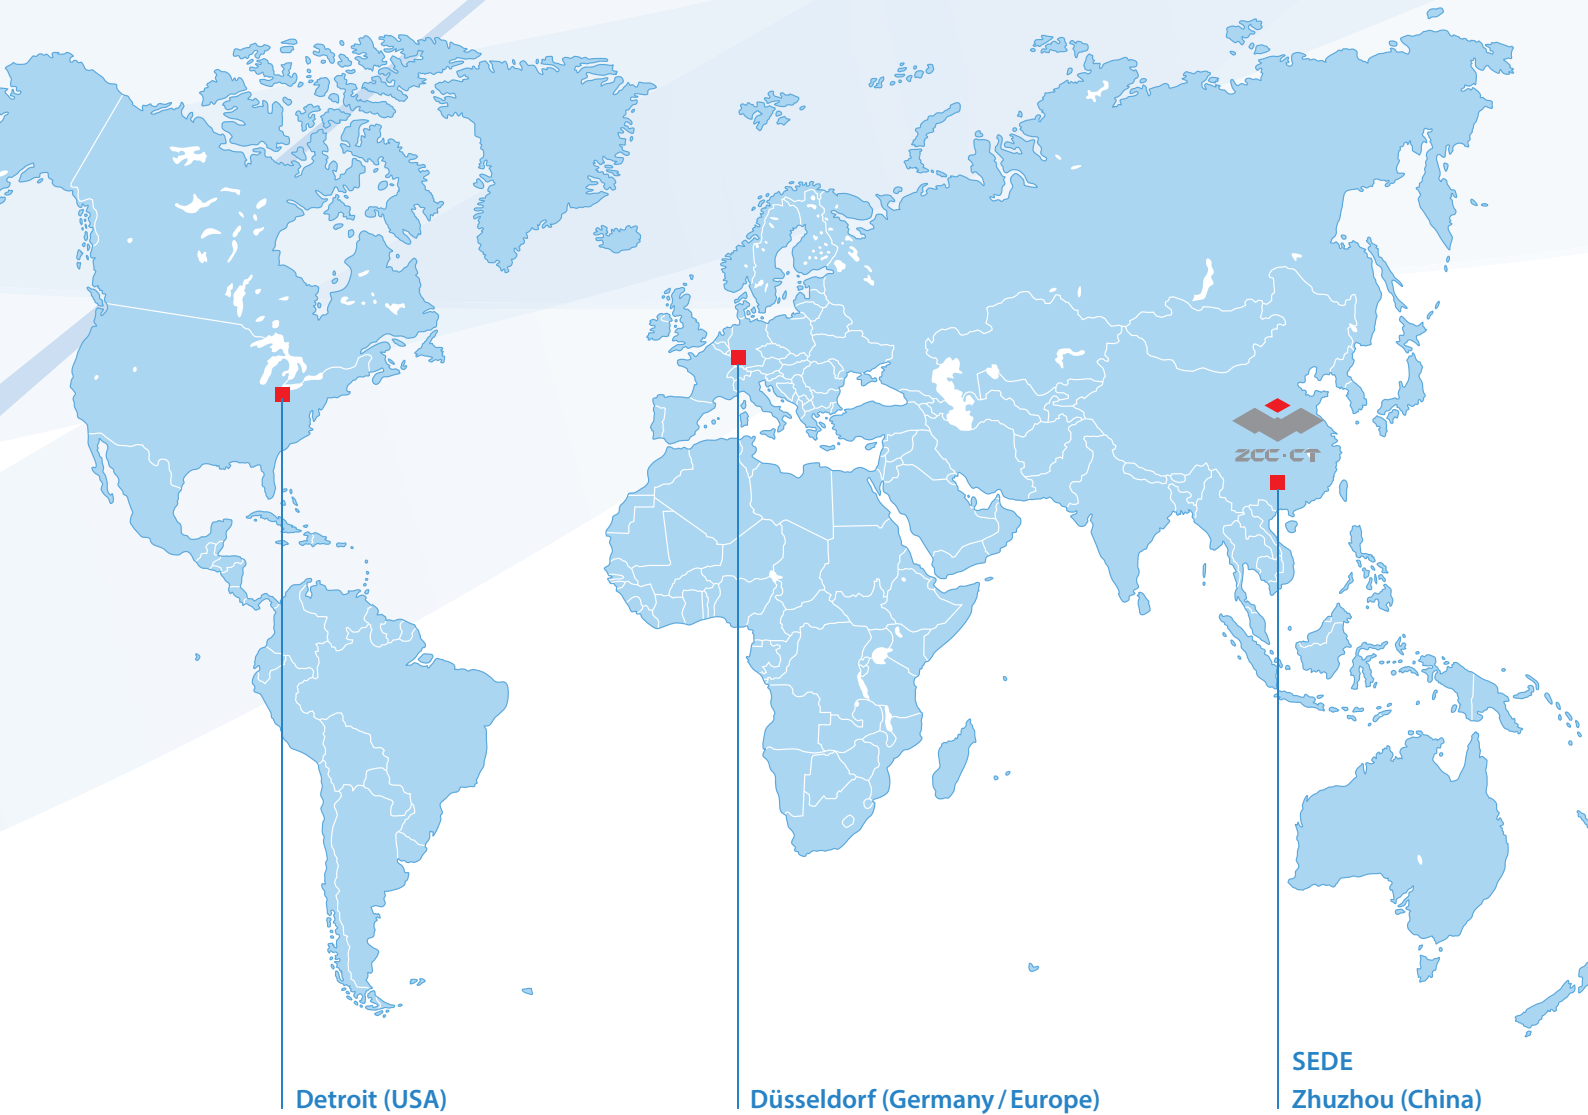 ZCC·CT
SEDE
Detroit (USA)
Düsseldorf (Germany / Europe)
Zhuzhou (China)